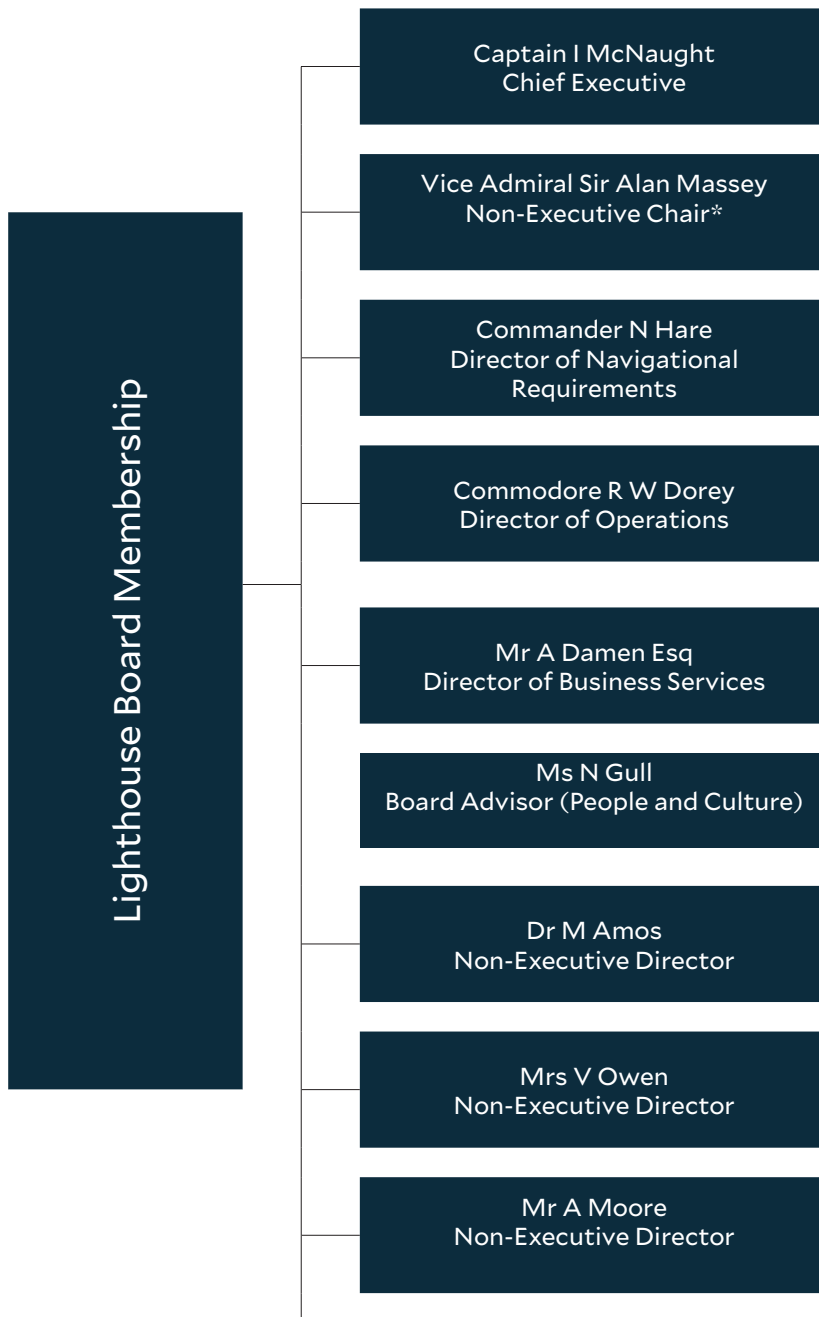 Lighthouse Board Membership
Captain I McNaught
Chief Executive
Vice Admiral Sir Alan Massey
Non-Executive Chair*
Commander N Hare
Director of Navigational
Requirements
Commodore R W Dorey
Director of Operations
Mr A Damen Esq
Director of Business Services
Ms N Gull
Board Advisor (People and Culture)
Dr M Amos
Non-Executive Director
Mrs V Owen
Non-Executive Director
Mr A Moore
Non-Executive Director